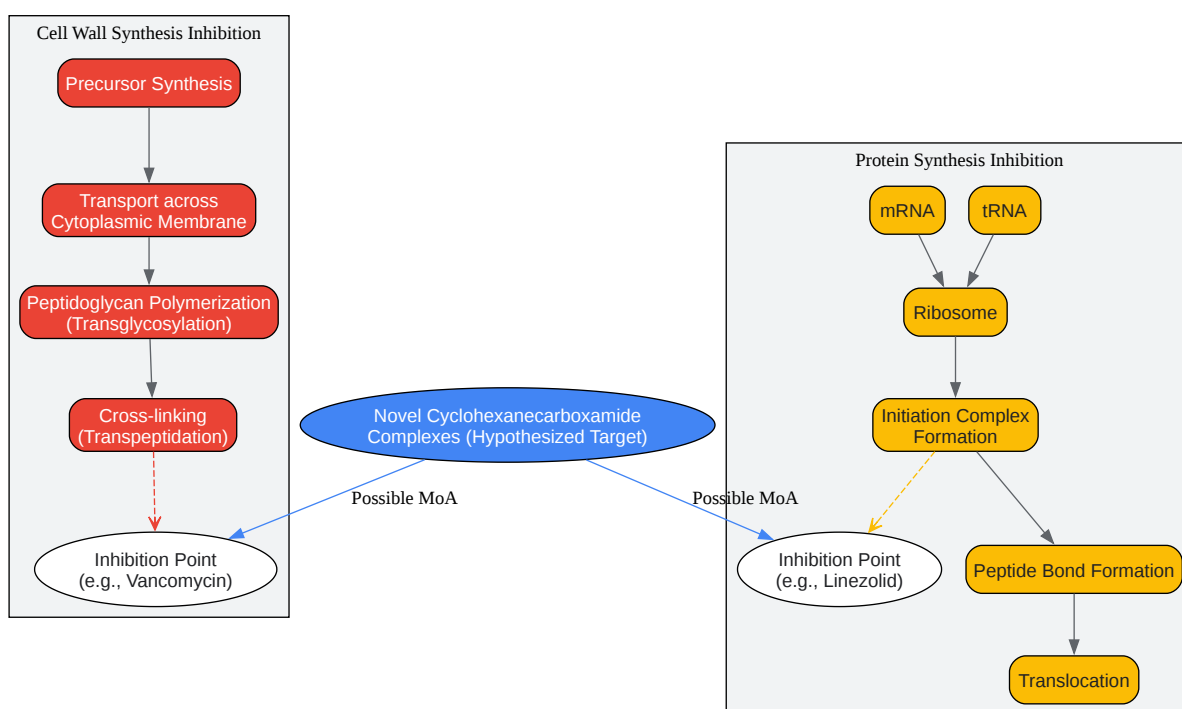 Cell Wall Synthesis Inhibition
Precursor Synthesis
Transport across
Cytoplasmic Membrane
Peptidoglycan Polymerization
(Transglycosylation)
Cross-linking
(Transpeptidation)
Inhibition Point
(e.g., Vancomycin)
Novel Cyclohexanecarboxamide
Complexes (Hypothesized Target)
Possible MoA
Possible MoA
Protein Synthesis Inhibition
mRNA
tRNA
Ribosome
Initiation Complex
Formation
Inhibition Point
(e.g., Linezolid)
Peptide Bond Formation
Translocation